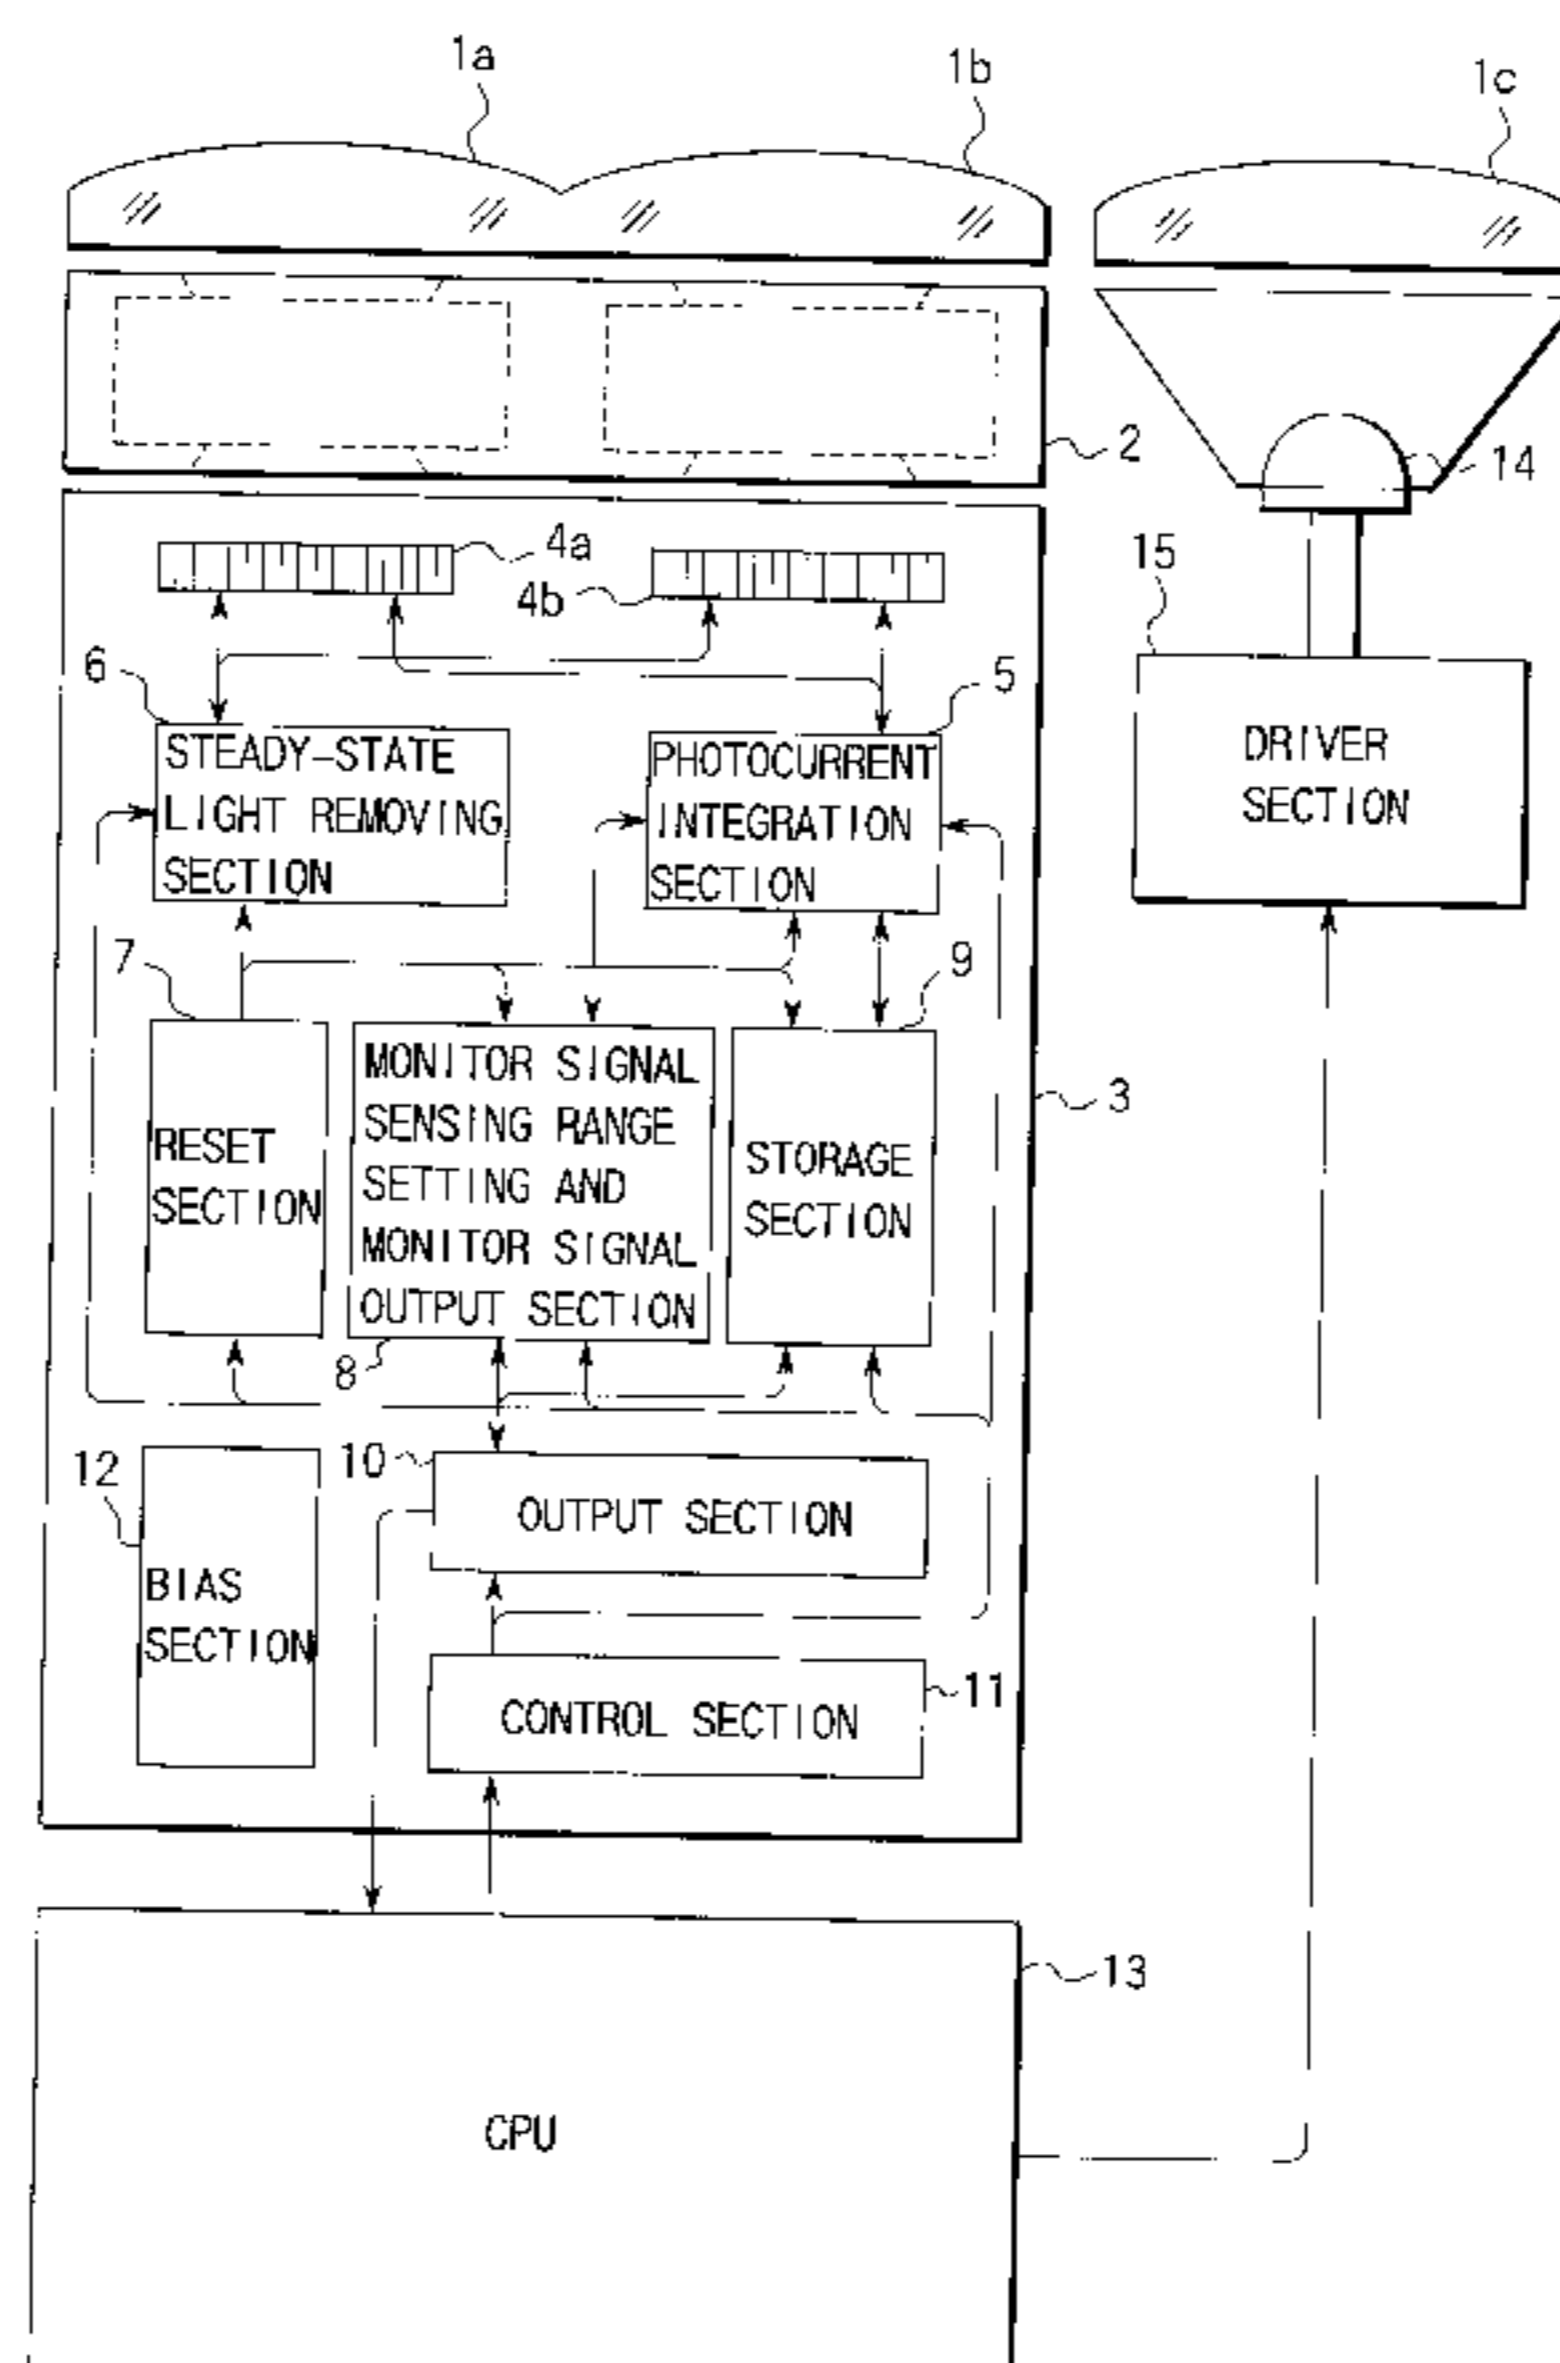 1a
1b
1c
2
14
4a
4b
15
6
5
STEADY-STATE
LIGHT REMOVING
SECTION
PHOTOCURRENT
INTEGRATION
SECTION
DRIVER
SECTION
7
9
RESET
SECTION
MONITOR SIGNAL
SENSING RANGE
SETTING AND
MONITOR SIGNAL
OUTPUT SECTION
STORAGE
SECTION
3
8
12
10
OUTPUT SECTION
BIAS
SECTION
CONTROL SECTION
11
13
CPU